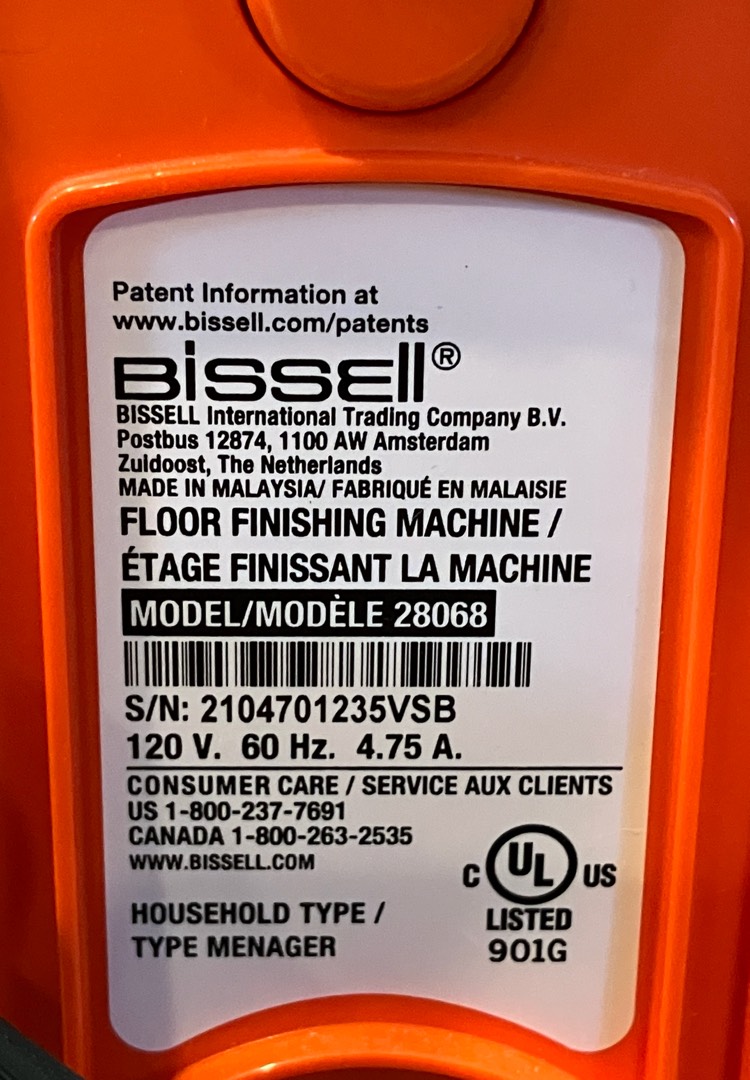 Patent Information at
www.bissell.com/patents
BISSELL®
BISSELL International Trading Company B.V.
Postbus 12874, 1100 AW Amsterdam
Zuidoost, The Netherlands
MADE IN MALAYSIA/ FABRIQUÉ EN MALAISIE
FLOOR FINISHING MACHINE /
ÉTAGE FINISSANT LA MACHINE
MODEL/MODÈLE 28068
S/N: 2104701235VSB
120 V. 60 Hz. 4.75 A.
CONSUMER CARE / SERVICE AUX CLIENTS
US 1-800-237-7691
CANADA 1-800-263-2535
WWW.BISSELL.COM
C UL US
LISTED
901G
HOUSEHOLD TYPE /
TYPE MENAGER